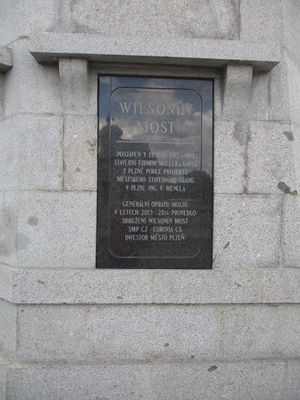 WILSONŮV
MOST
POSTAVEN V LETECH 1912 - 1913
STAVEBNÍ FIRMOU MÜLLER a KAPSA
Z PLZNĚ PODLE PROJEKTU
MĚSTSKÉHO STAVEBNÍHO ÚŘADU
V PLZNI ING. V. MENCLA
GENERÁLNÍ OPRAVU MOSTU
V LETECH 2013 - 2014 PROVEDLO
SDRUŽENÍ WILSONŮV MOST
SMP CZ - EUROVIA CS
INVESTOR MĚSTO PLZEŇ